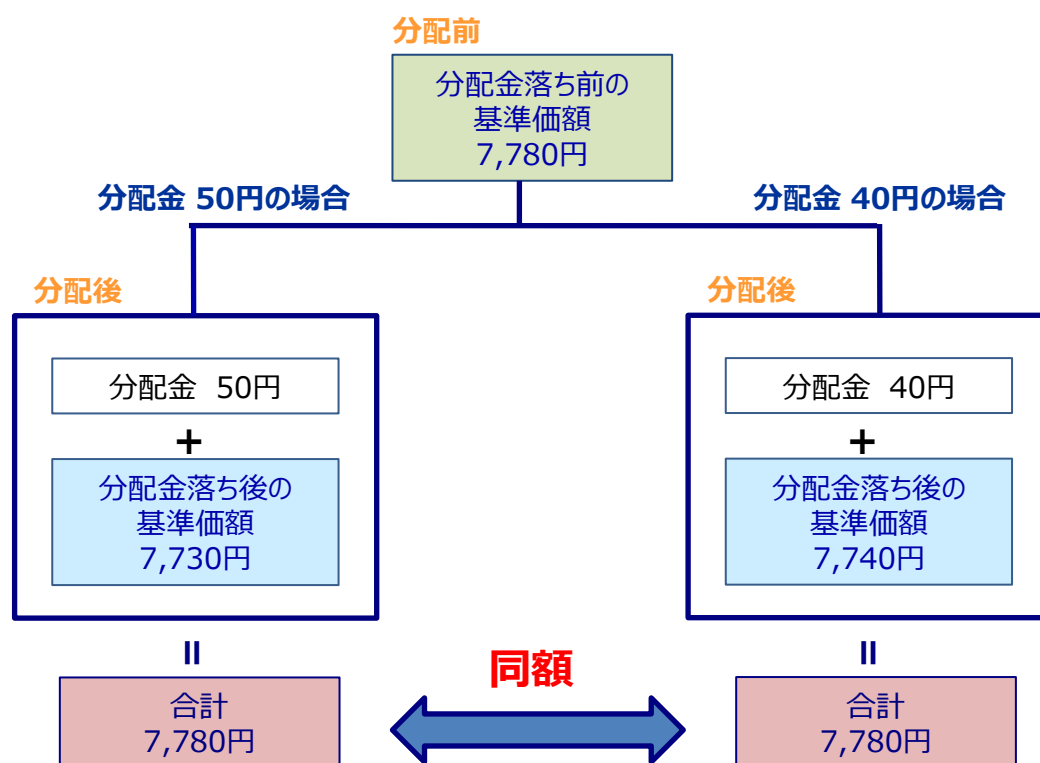 分配前
分配金落ち前の
基準価額
7,780円
分配金 50円の場合
分配金 40円の場合
分配後
分配後
分配金 50円
+
分配金落ち後の
基準価額
7,730円
=
合計
7,780円
分配金 40円
+
分配金落ち後の
基準価額
7,740円
=
合計
7,780円
同額